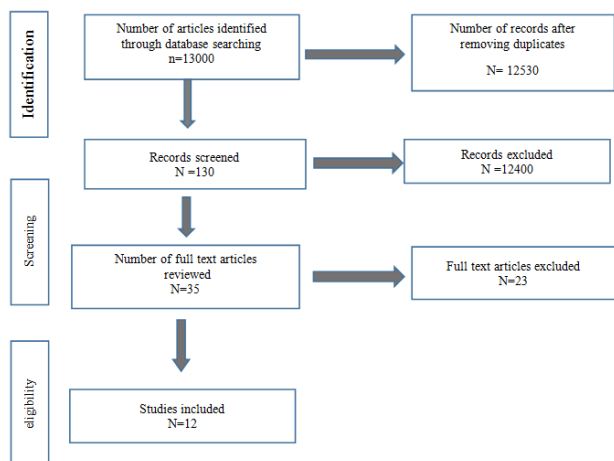 Identification
Number of articles identified
through database searching
n=13000
Number of records after
removing duplicates
N= 12530
Records screened
N =130
Records excluded
N =12400
Screening
Number of full text articles
reviewed
N=35
Full text articles excluded
N=23
eligibility
Studies included
N=12